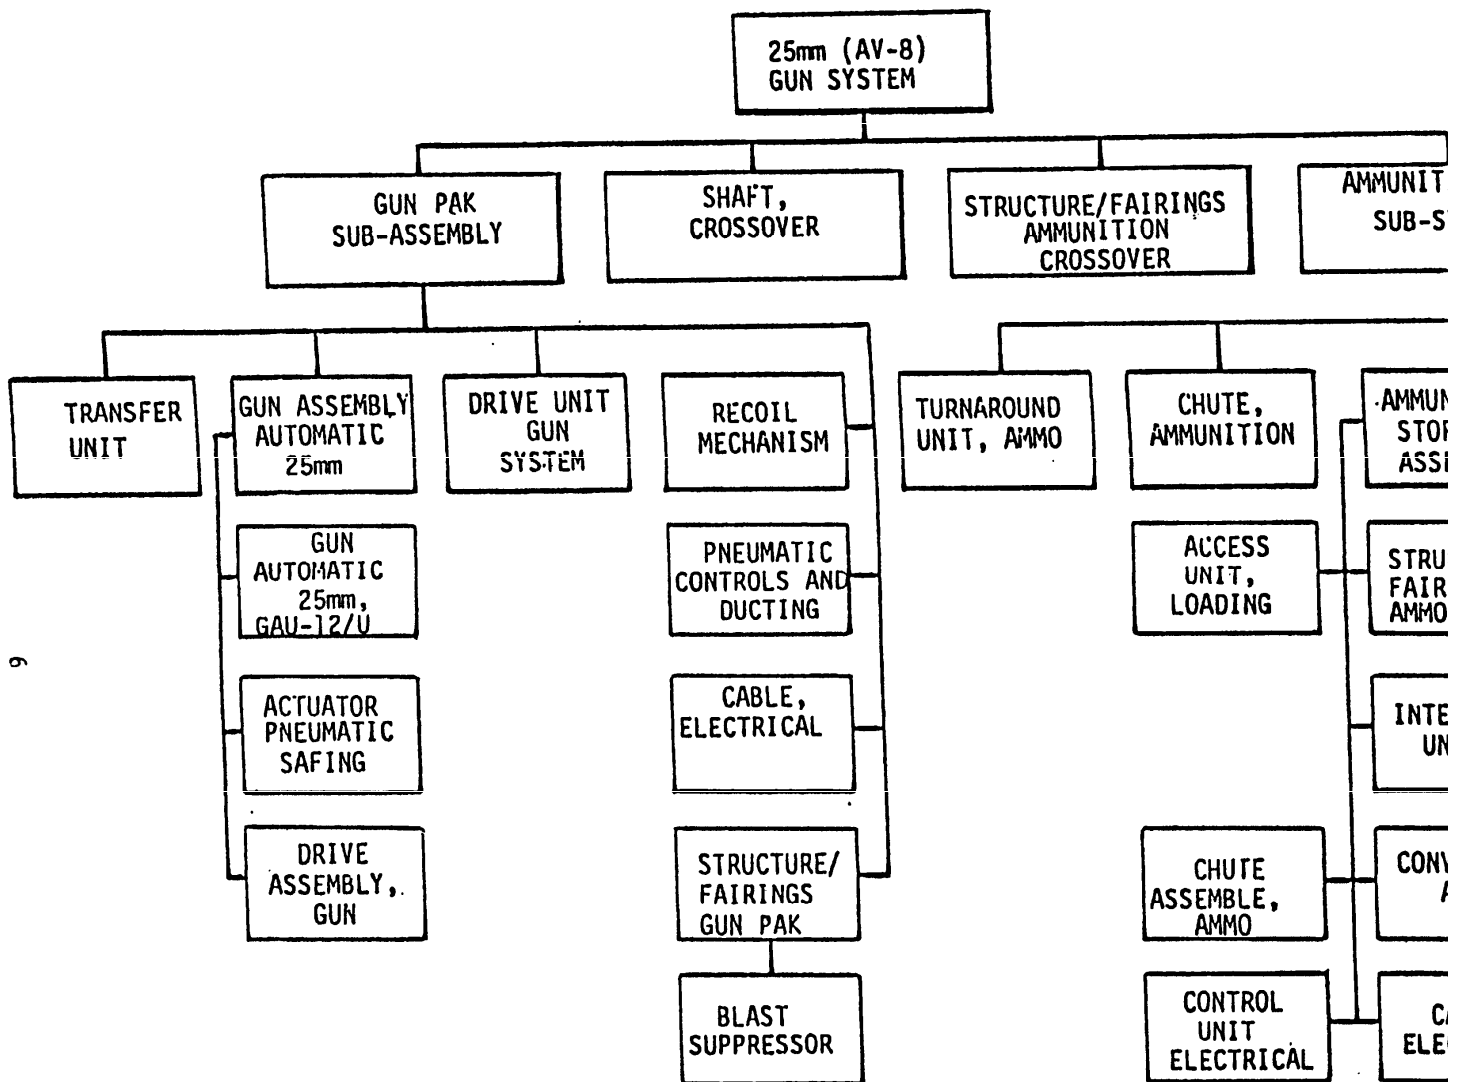 25mm (AV-8)
GUN SYSTEM
GUN PAK
SUB-ASSEMBLY
SHAFT,
CROSSOVER
STRUCTURE/FAIRINGS
AMMUNITION
CROSSOVER
TRANSFER
UNIT
GUN ASSEMBLY
AUTOMATIC
25mm
DRIVE UNIT
GUN
SYSTEM
RECOIL
MECHANISM
TURNAROUND
UNIT, AMMO
CHUTE,
AMMUNITION
GUN
AUTOMATIC
25mm,
GAU-12/U
PNEUMATIC
CONTROLS AND
DUCTING
ACCESS
UNIT,
LOADING
AMMO
6
ACTUATOR
PNEUMATIC
SAFING
CABLE,
ELECTRICAL
DRIVE
ASSEMBLY,
GUN
STRUCTURE/
FAIRINGS
GUN PAK
CHUTE
ASSEMBLE,
AMMO
BLAST
SUPPRESSOR
CONTROL
UNIT
ELECTRICAL